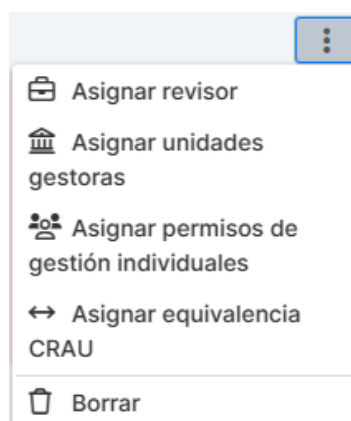 Asignar revisor
Asignar unidades
gestoras
Asignar permisos de
gestión individuales
Asignar equivalencia
CRAU
Borrar